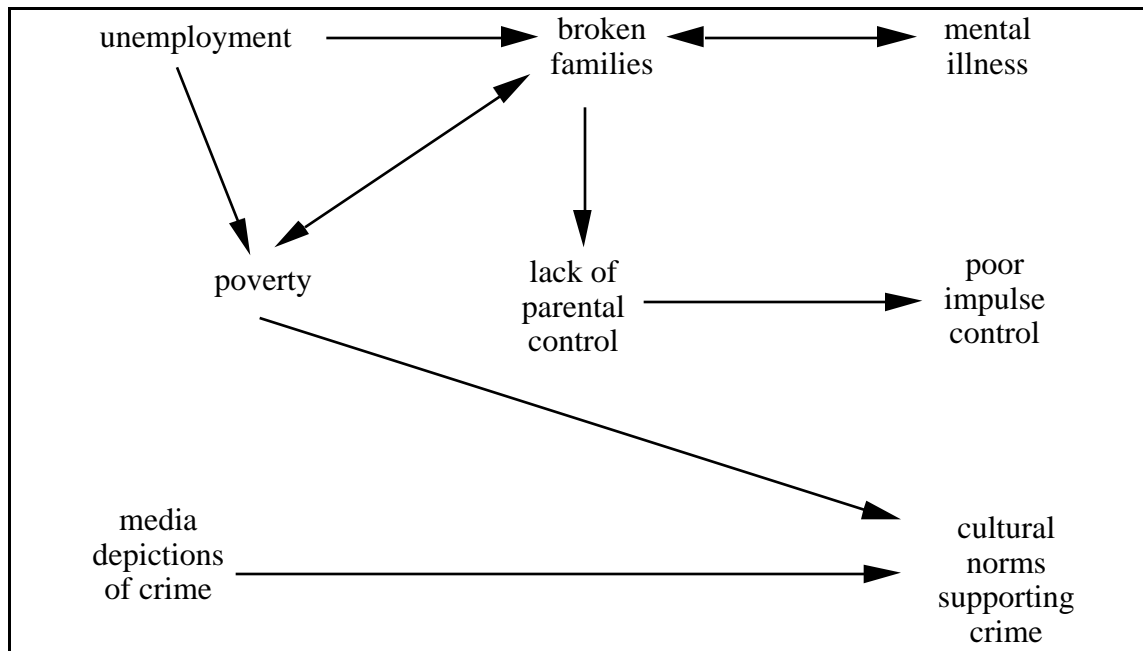 unemployment
broken
families
mental
illness
poverty
lack of
parental
control
poor
impulse
control
media
depictions
of crime
cultural
norms
supporting
crime